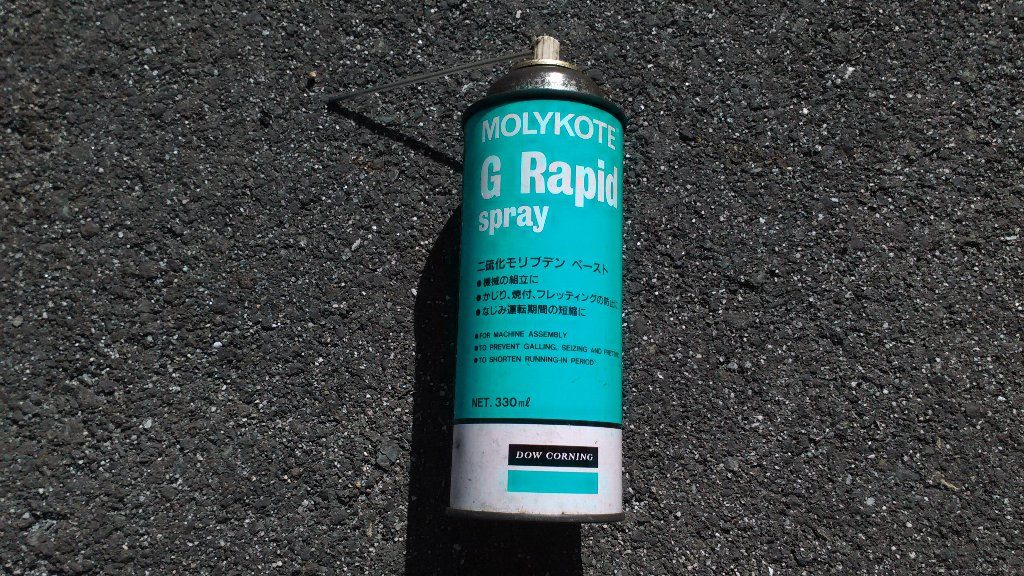 MOLYKOTE
G Rapid
spray
二硫化モリブデン ペースト
●機械の組立に
●かじり、焼付、フレッティングの防止に
●なじみ運転期間の短縮に
●FOR MACHINE ASSEMBLY
●TO PREVENT GALLING, SEIZING AND
●TO SHORTEN RUNNING-IN PERIOD
NET. 330mℓ
DOW CORNING